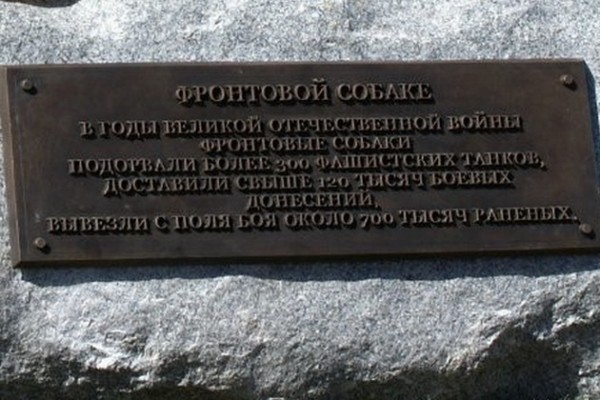 ФРОНТОВОЙ СОБАКЕ
В ГОДЫ ВЕЛИКОЙ ОТЕЧЕСТВЕННОЙ ВОЙНЫ
ФРОНТОВЫЕ СОБАКИ
ПОДОРВАЛИ БОЛЕЕ 300 ФАШИСТСКИХ ТАНКОВ,
ДОСТАВИЛИ СВЫШЕ 120 ТЫСЯЧ БОЕВЫХ
ДОНЕСЕНИЙ,
ВЫВЕЗЛИ С ПОЛЯ БОЯ ОКОЛО 700 ТЫСЯЧ РАНЕНЫХ.